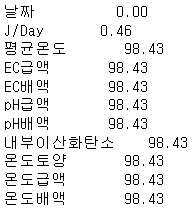 날짜 0.00
J/Day 0.46
평균온도 98.43
EC급액 98.43
EC배액 98.43
pH급액 98.43
pH배액 98.43
내부이산화탄소 98.43
온도토양 98.43
온도급액 98.43
온도배액 98.43